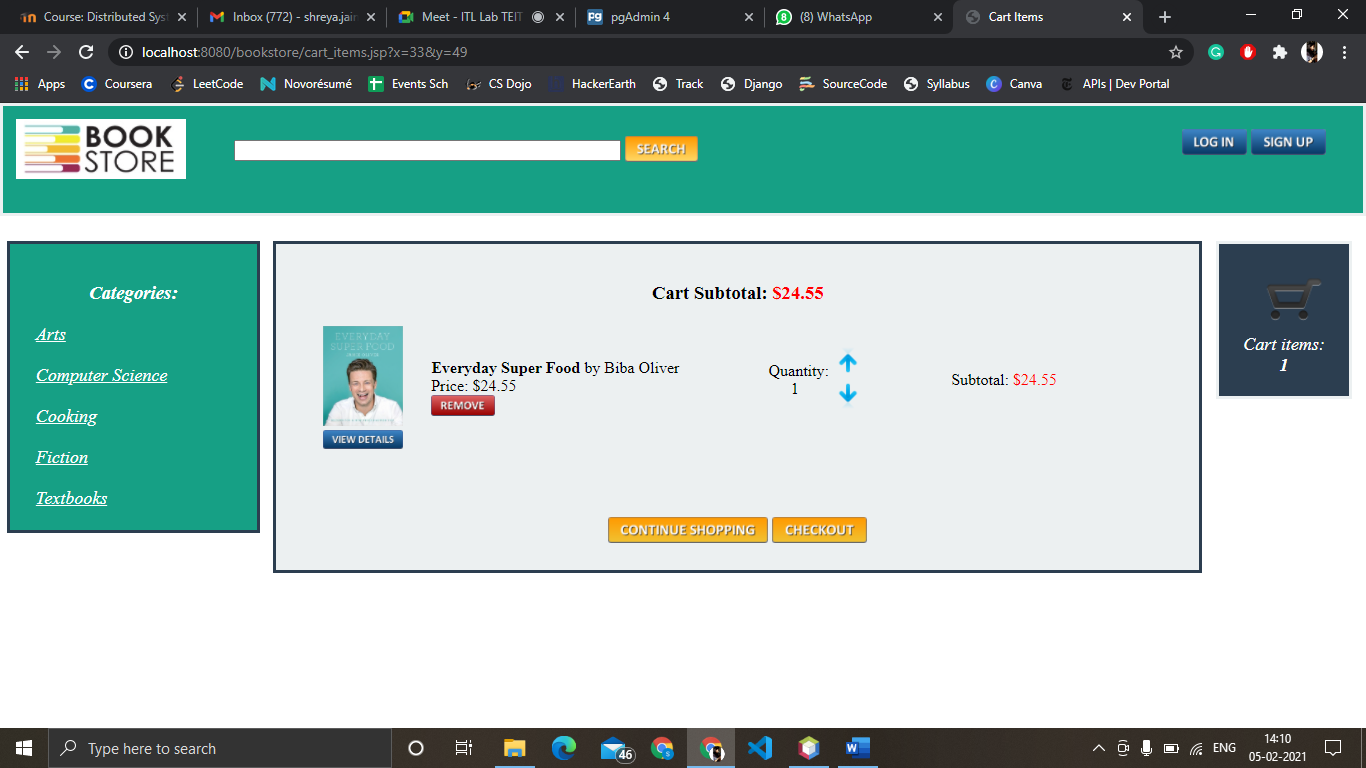 Course: Distributed Sys
Inbox (772) - shreya.jain
Meet - ITL Lab TEIT
pgAdmin 4
(8) WhatsApp
Cart Items
localhost:8080/bookstore/cart_items.jsp?x=33&y=49
Apps
Coursera
LeetCode
Novorésumé
Events Sch
CS Dojo
HackerEarth
Track
Django
SourceCode
Syllabus
Canva
APIs | Dev Portal
BOOK
STORE
SEARCH
LOG IN
SIGN UP
Categories:
Arts
Computer Science
Cooking
Fiction
Textbooks
Cart Subtotal: $24.55
EVERYDAY
SUPER FOOD
VIEW DETAILS
Everyday Super Food by Biba Oliver
Price: $24.55
REMOVE
Quantity:
1
Subtotal: $24.55
CONTINUE SHOPPING
CHECKOUT
Cart items:
1
Type here to search
46
ENG
14:10
05-02-2021